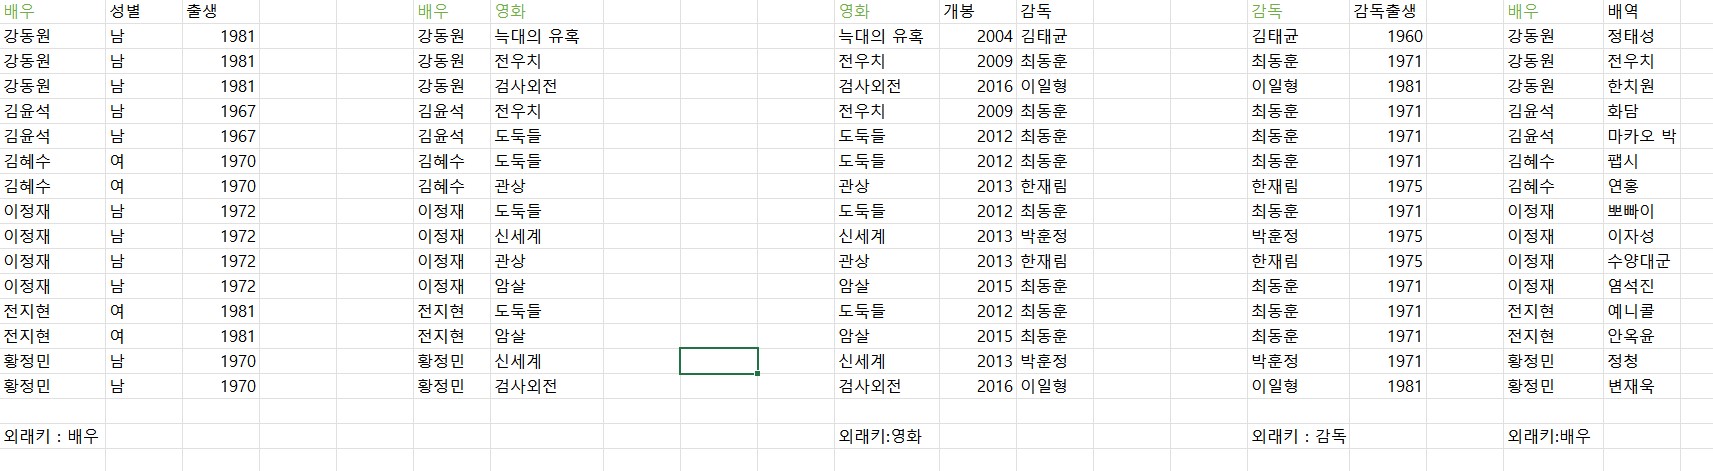 배우 성별 출생 배우 영화 영화 개봉 감독 감독 감독출생 배우 배역
강동원 남 1981 강동원 늑대의 유혹 늑대의 유혹 2004 김태균 김태균 1960 강동원 정태성
강동원 남 1981 강동원 전우치 전우치 2009 최동훈 최동훈 1971 강동원 전우치
강동원 남 1981 강동원 검사외전 검사외전 2016 이일형 이일형 1981 강동원 한치원
김윤석 남 1967 김윤석 전우치 전우치 2009 최동훈 최동훈 1971 김윤석 화담
김윤석 남 1967 김윤석 도둑들 도둑들 2012 최동훈 최동훈 1971 김윤석 마카오 박
김혜수 여 1970 김혜수 도둑들 도둑들 2012 최동훈 최동훈 1971 김혜수 팹시
김혜수 여 1970 김혜수 관상 관상 2013 한재림 한재림 1975 김혜수 연홍
이정재 남 1972 이정재 도둑들 도둑들 2012 최동훈 최동훈 1971 이정재 뽀빠이
이정재 남 1972 이정재 신세계 신세계 2013 박훈정 박훈정 1975 이정재 이자성
이정재 남 1972 이정재 관상 관상 2013 한재림 한재림 1975 이정재 수양대군
이정재 남 1972 이정재 암살 암살 2015 최동훈 최동훈 1971 이정재 염석진
전지현 여 1981 전지현 도둑들 도둑들 2012 최동훈 최동훈 1971 전지현 예니콜
전지현 여 1981 전지현 암살 암살 2015 최동훈 최동훈 1971 전지현 안옥윤
황정민 남 1970 황정민 신세계 신세계 2013 박훈정 박훈정 1971 황정민 정청
황정민 남 1970 황정민 검사외전 검사외전 2016 이일형 이일형 1981 황정민 변재욱
외래키 : 배우 외래키:영화 외래키 : 감독 외래키:배우